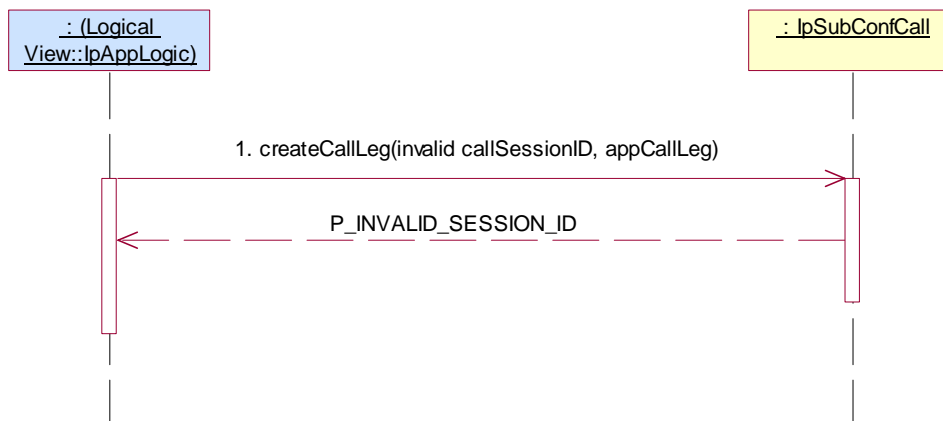 : (Logical
View::IpAppLogic)
: IpSubConfCall
1. createCallLeg(invalid callSessionID, appCallLeg)
P_INVALID_SESSION_ID